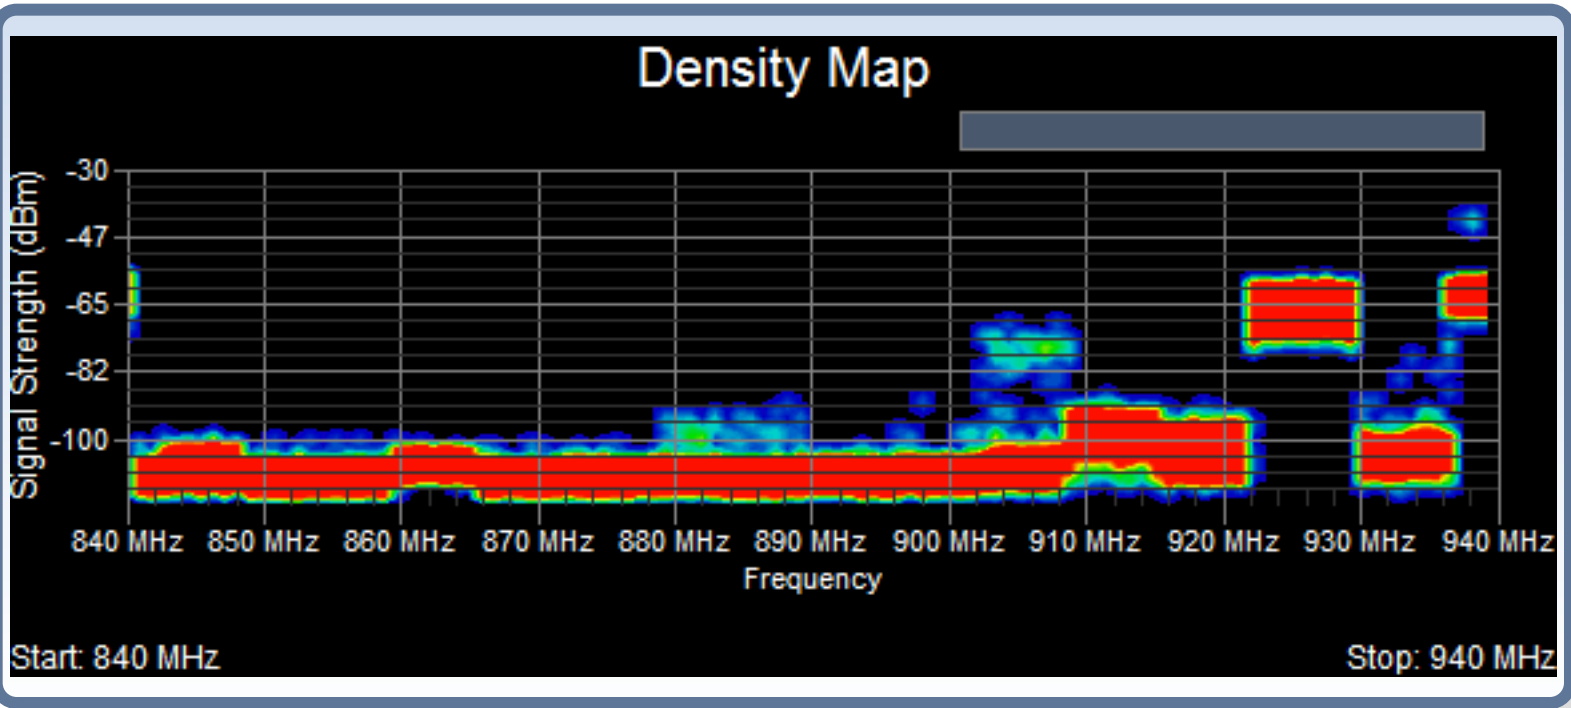 Density Map
-30
-47
-65
-82
-100
Signal Strength (dBm)
840 MHz 850 MHz 860 MHz 870 MHz 880 MHz 890 MHz 900 MHz 910 MHz 920 MHz 930 MHz 940 MHz
Frequency
Start: 840 MHz
Stop: 940 MHz